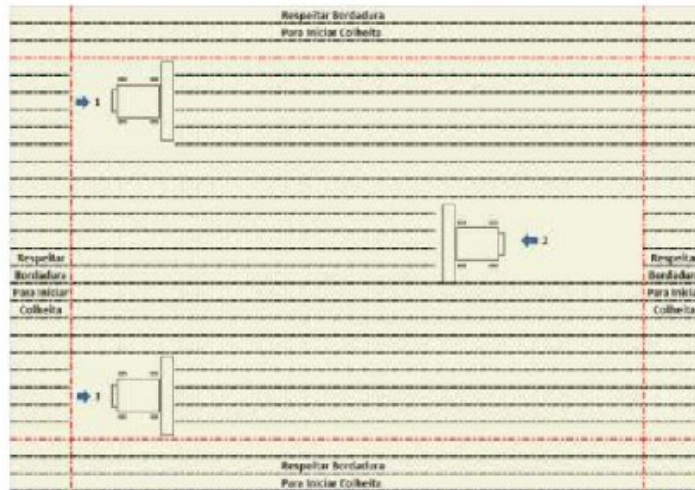 Respeitar Bordadura
Para Iniciar Colheita
1
2
Respeitar
Bordadura
Para Iniciar
Colheita
Respeitar
Bordadura
Para Inicia
Colheita
3
Respeitar Bordadura
Para Iniciar Colheita